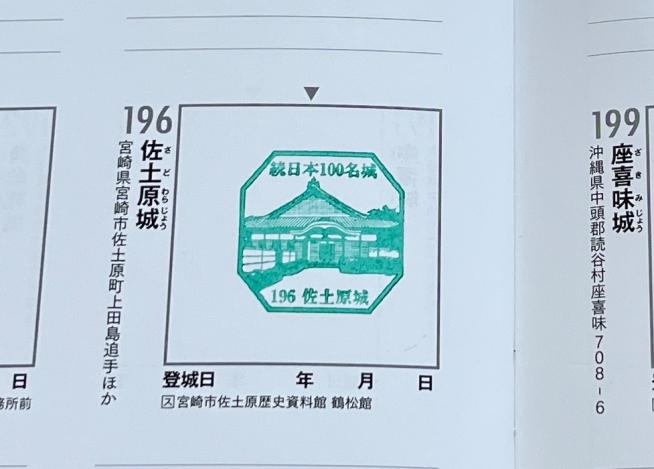 196
佐土原城
さどわらじょう
宮崎県宮崎市佐土原町上田島追手ほか
続日本100名城
196 佐土原城
登城日 年 月 日
ス 宮崎市佐土原歴史資料館 鶴松館
日
務所前
199
座喜味城
ざきみじょう
沖縄県中頭郡読谷村座喜味708-6